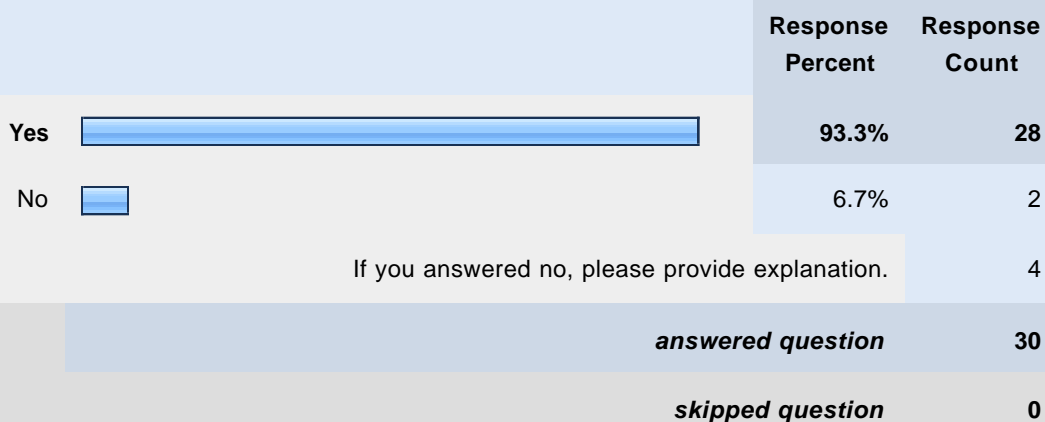 Response Percent
Response Count
Yes 93.3% 28
No 6.7% 2
If you answered no, please provide explanation. 4
answered question 30
skipped question 0